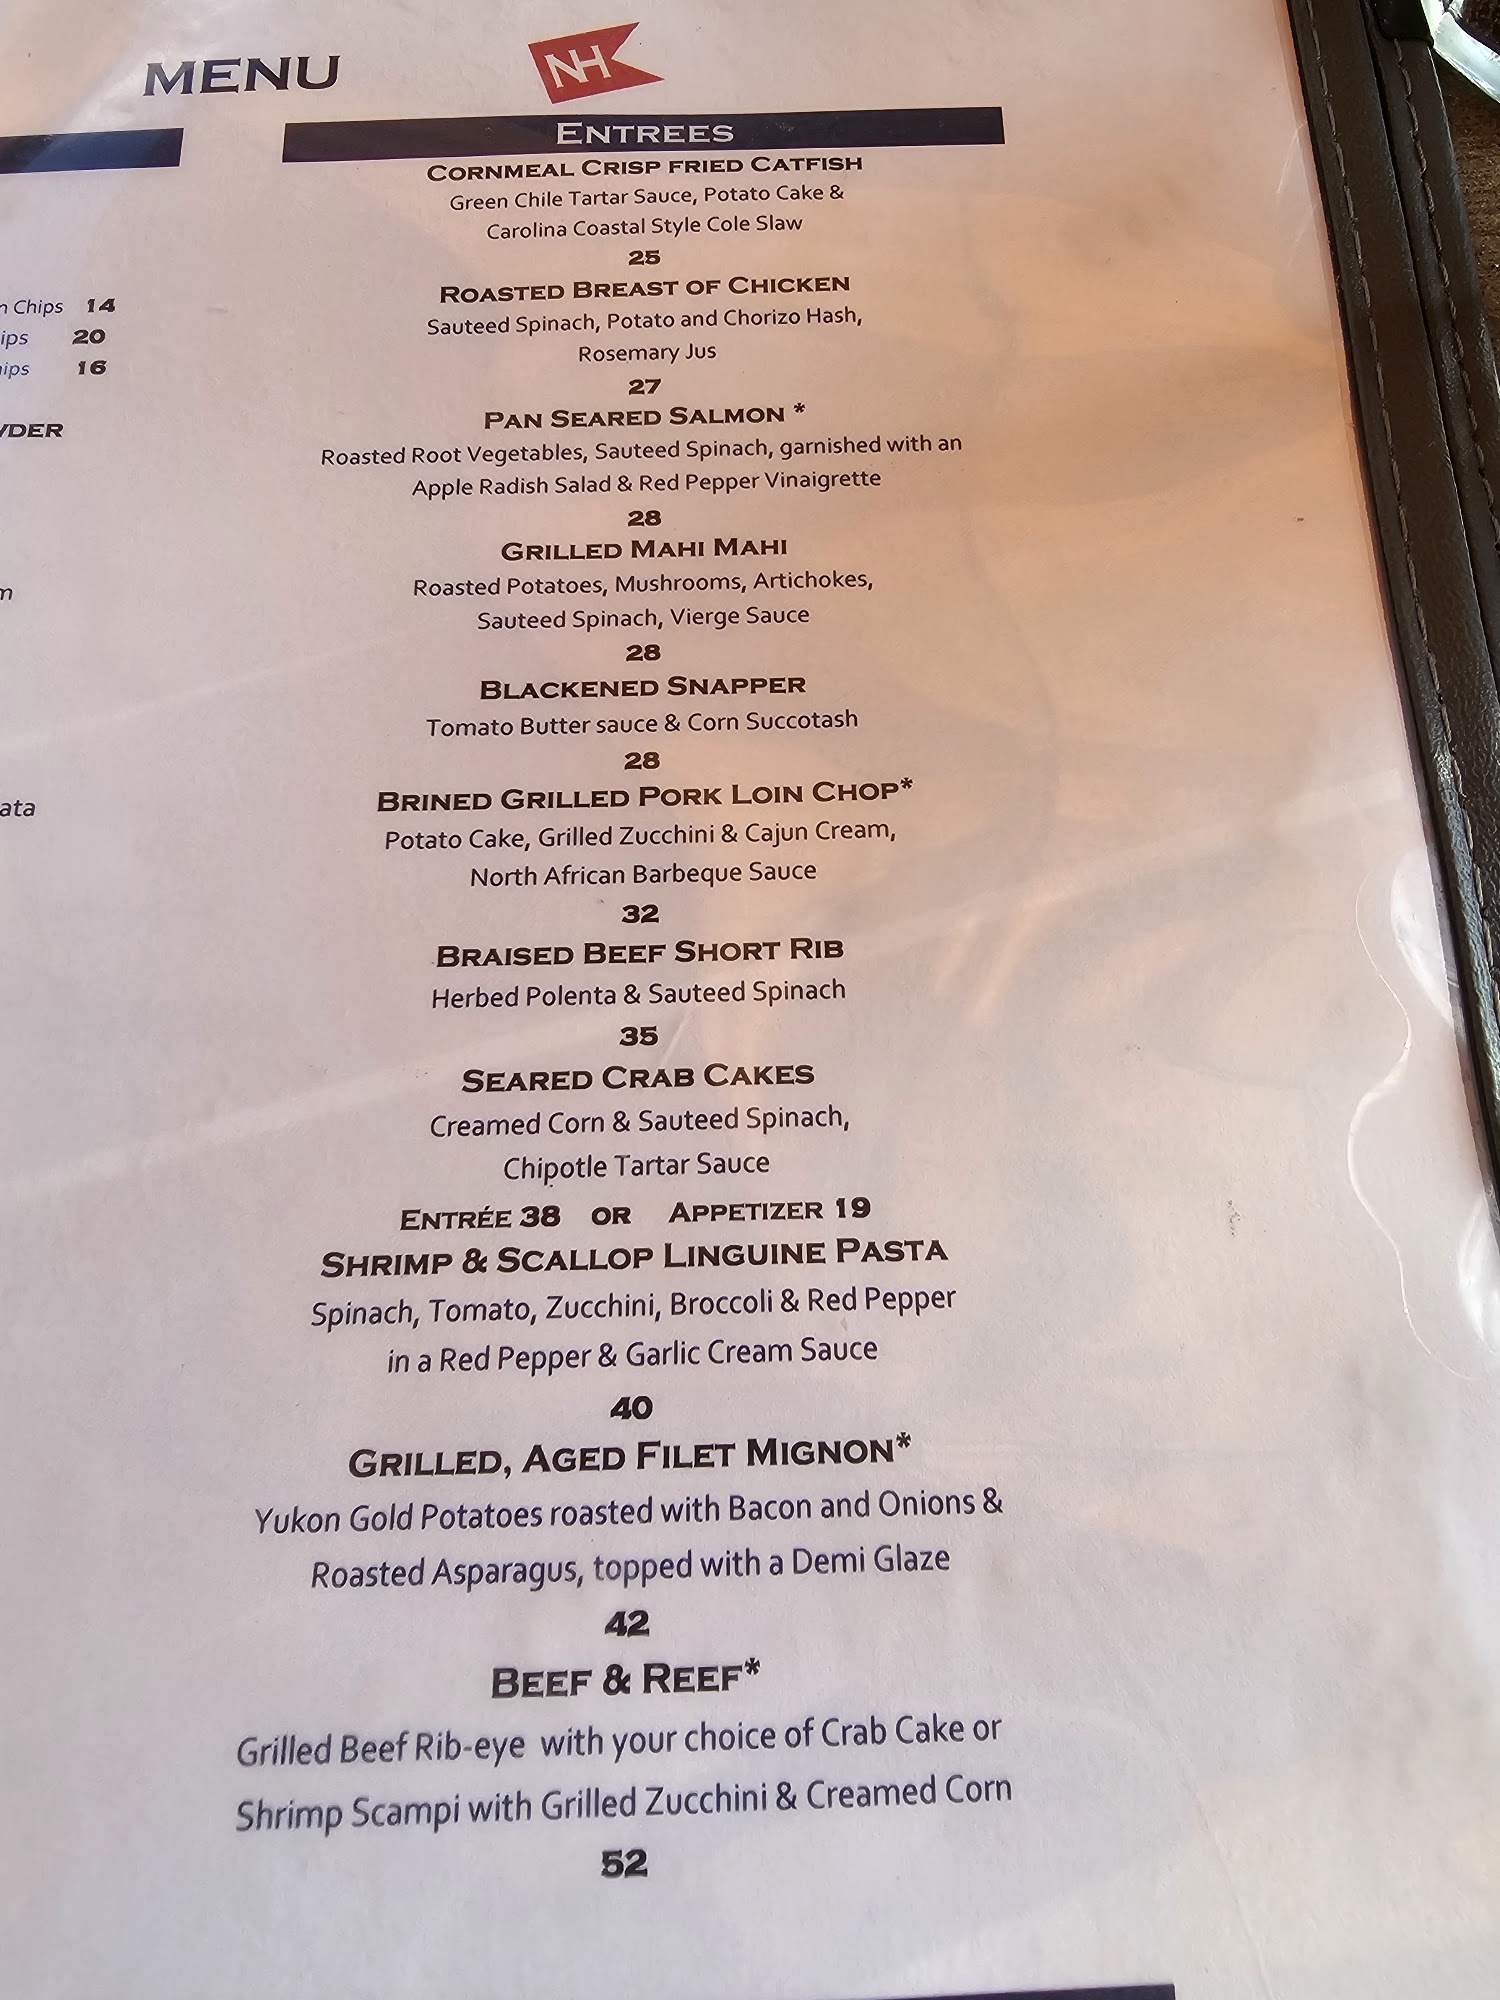 MENU
NH
ENTREES
CORNMEAL CRISP FRIED CATFISH
Green Chile Tartar Sauce, Potato Cake &
Carolina Coastal Style Cole Slaw
25
ROASTED BREAST OF CHICKEN
Sauteed Spinach, Potato and Chorizo Hash,
Rosemary Jus
27
PAN SEARED SALMON *
Roasted Root Vegetables, Sauteed Spinach, garnished with an
Apple Radish Salad & Red Pepper Vinaigrette
28
GRILLED MAHI MAHI
Roasted Potatoes, Mushrooms, Artichokes,
Sauteed Spinach, Vierge Sauce
28
BLACKENED SNAPPER
Tomato Butter sauce & Corn Succotash
28
BRINED GRILLED PORK LOIN CHOP*
Potato Cake, Grilled Zucchini & Cajun Cream,
North African Barbeque Sauce
32
BRAISED BEEF SHORT RIB
Herbed Polenta & Sauteed Spinach
35
SEARED CRAB CAKES
Creamed Corn & Sauteed Spinach,
Chipotle Tartar Sauce
ENTRÉE 38 OR APPETIZER 19
SHRIMP & SCALLOP LINGUINE PASTA
Spinach, Tomato, Zucchini, Broccoli & Red Pepper
in a Red Pepper & Garlic Cream Sauce
40
GRILLED, AGED FILET MIGNON*
Yukon Gold Potatoes roasted with Bacon and Onions &
Roasted Asparagus, topped with a Demi Glaze
42
BEEF & REEF*
Grilled Beef Rib-eye with your choice of Crab Cake or
Shrimp Scampi with Grilled Zucchini & Creamed Corn
52
Chips 14
20
16